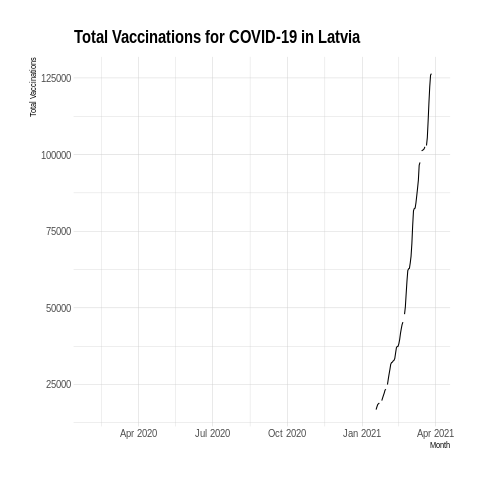 Total Vaccinations for COVID-19 in Latvia
Total Vaccinations
125000
100000
75000
50000
25000
Apr 2020 Jul 2020 Oct 2020 Jan 2021 Apr 2021
Month